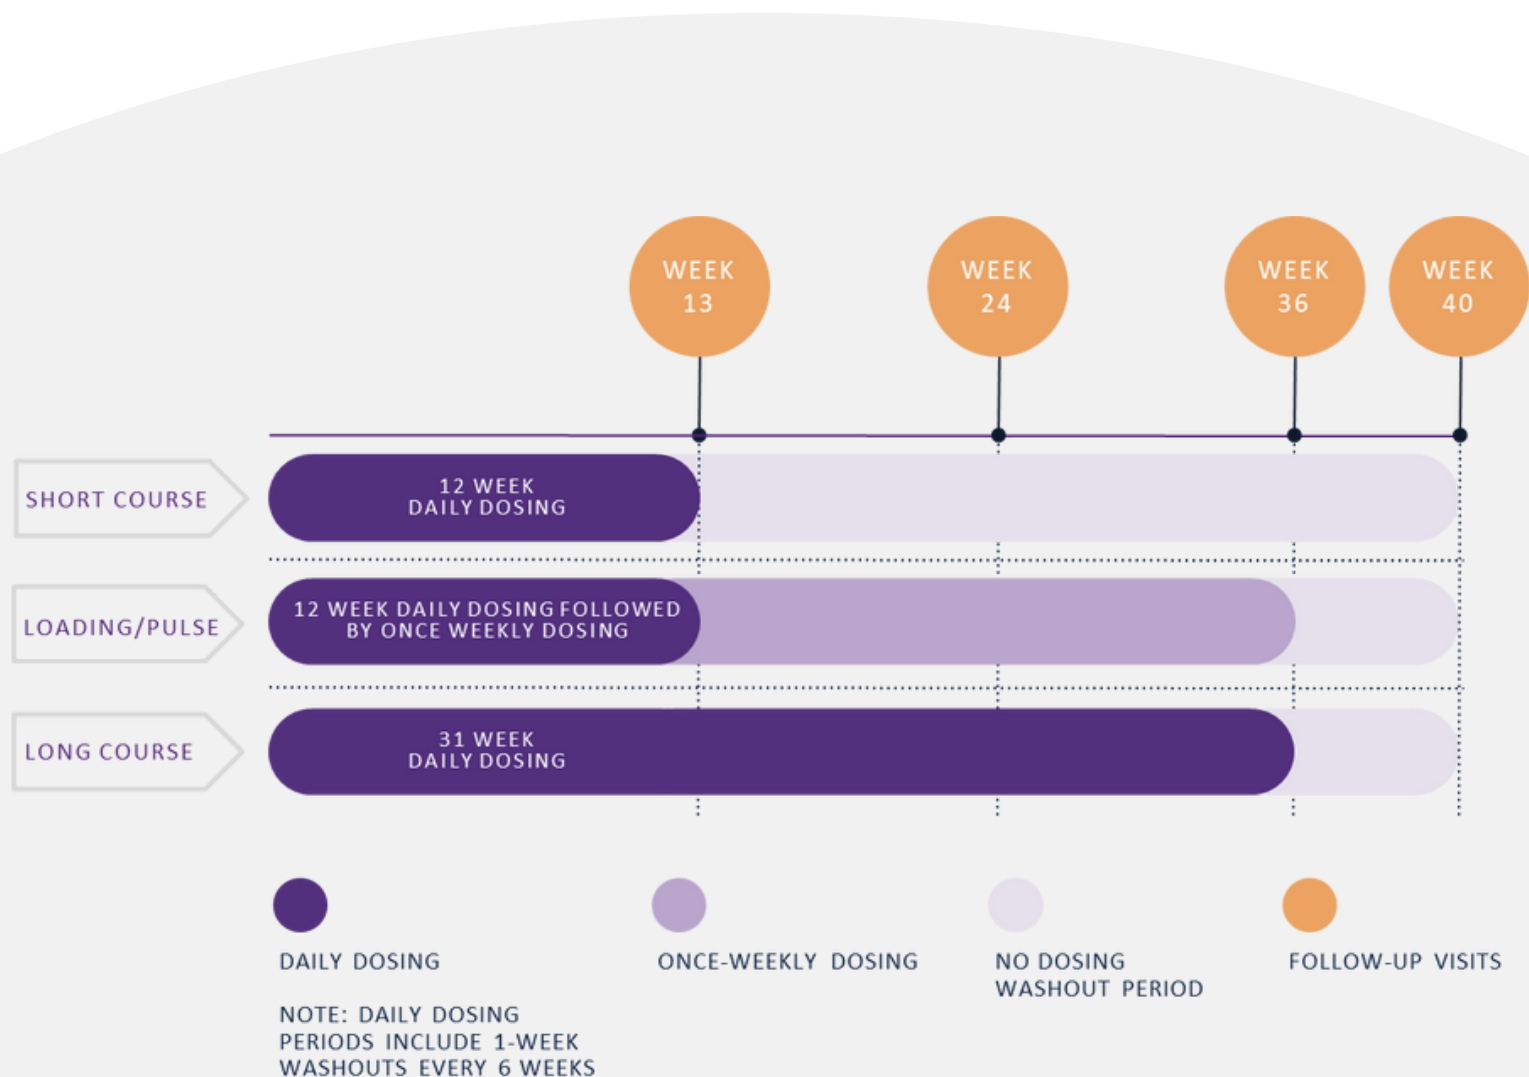 WEEK
13
WEEK
24
WEEK
36
WEEK
40
SHORT COURSE
12 WEEK
DAILY DOSING
LOADING/PULSE
12 WEEK DAILY DOSING FOLLOWED
BY ONCE WEEKLY DOSING
LONG COURSE
31 WEEK
DAILY DOSING
DAILY DOSING
NOTE: DAILY DOSING
PERIODS INCLUDE 1-WEEK
WASHOUTS EVERY 6 WEEKS
ONCE-WEEKLY DOSING
NO DOSING
WASHOUT PERIOD
FOLLOW-UP VISITS